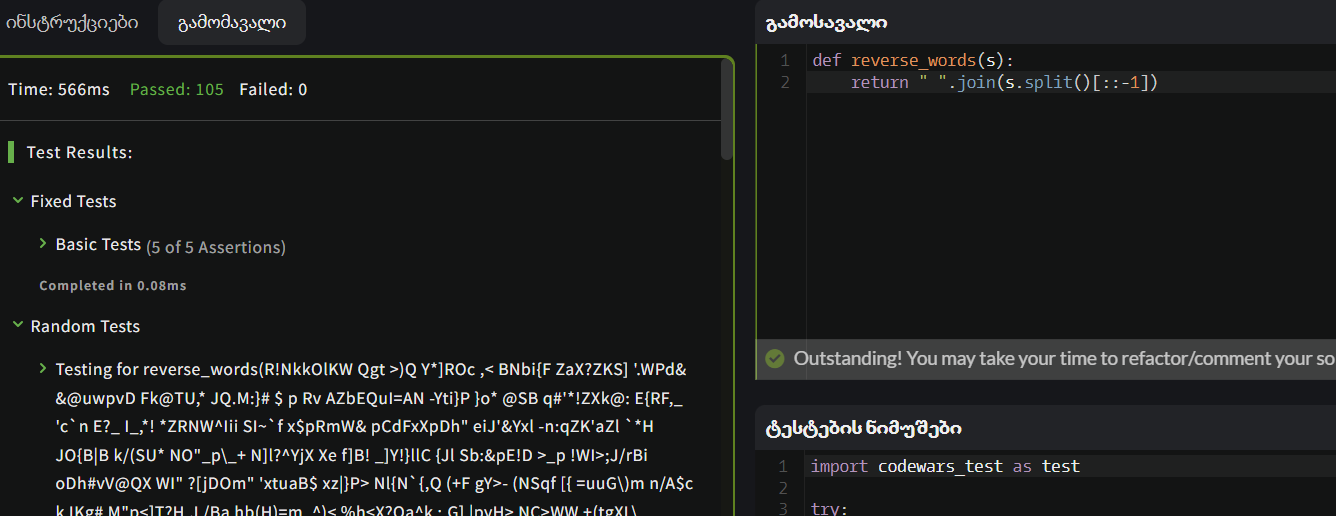 ინსტრუქციები
გამომავალი
Time: 566ms Passed: 105 Failed: 0
Test Results:
Fixed Tests
Basic Tests (5 of 5 Assertions)
Completed in 0.08ms
Random Tests
Testing for reverse_words(R!NkkOlKW Qgt >)Q Y*]ROc ,< BNbi{F ZaX?ZKS] '.WPd&
&@uwpvD Fk@TU,* JQ.M:}# $ p Rv AZbEQuI=AN -Yti}P }o* @SB q#'*!ZXk@: E{RF,_
'c`n E?_ I_,*! *ZRNW^Iii SI~`f x$pRmW& pCdFxXpDh" eiJ'&Yxl -n:qZK'aZl `*H
JO{B|B k/(SU* NO"_p\_+ N]l?^YjX Xe f]B! _]Y!}llC {Jl Sb:&pE!D >_p !WI>;J/rBi
oDh#vV@QX WI" ?[jDOm" 'xtuaB$ xz|}P> Nl{N`{,Q (+F gY>- (NSqf [{ =uuG\)m n/A$c
გამოსავალი
1 def reverse_words(s):
2 return " ".join(s.split()[::-1])
Outstanding! You may take your time to refactor/comment your so
ტესტების ნიმუშები
1 import codewars_test as test
2
3 try: